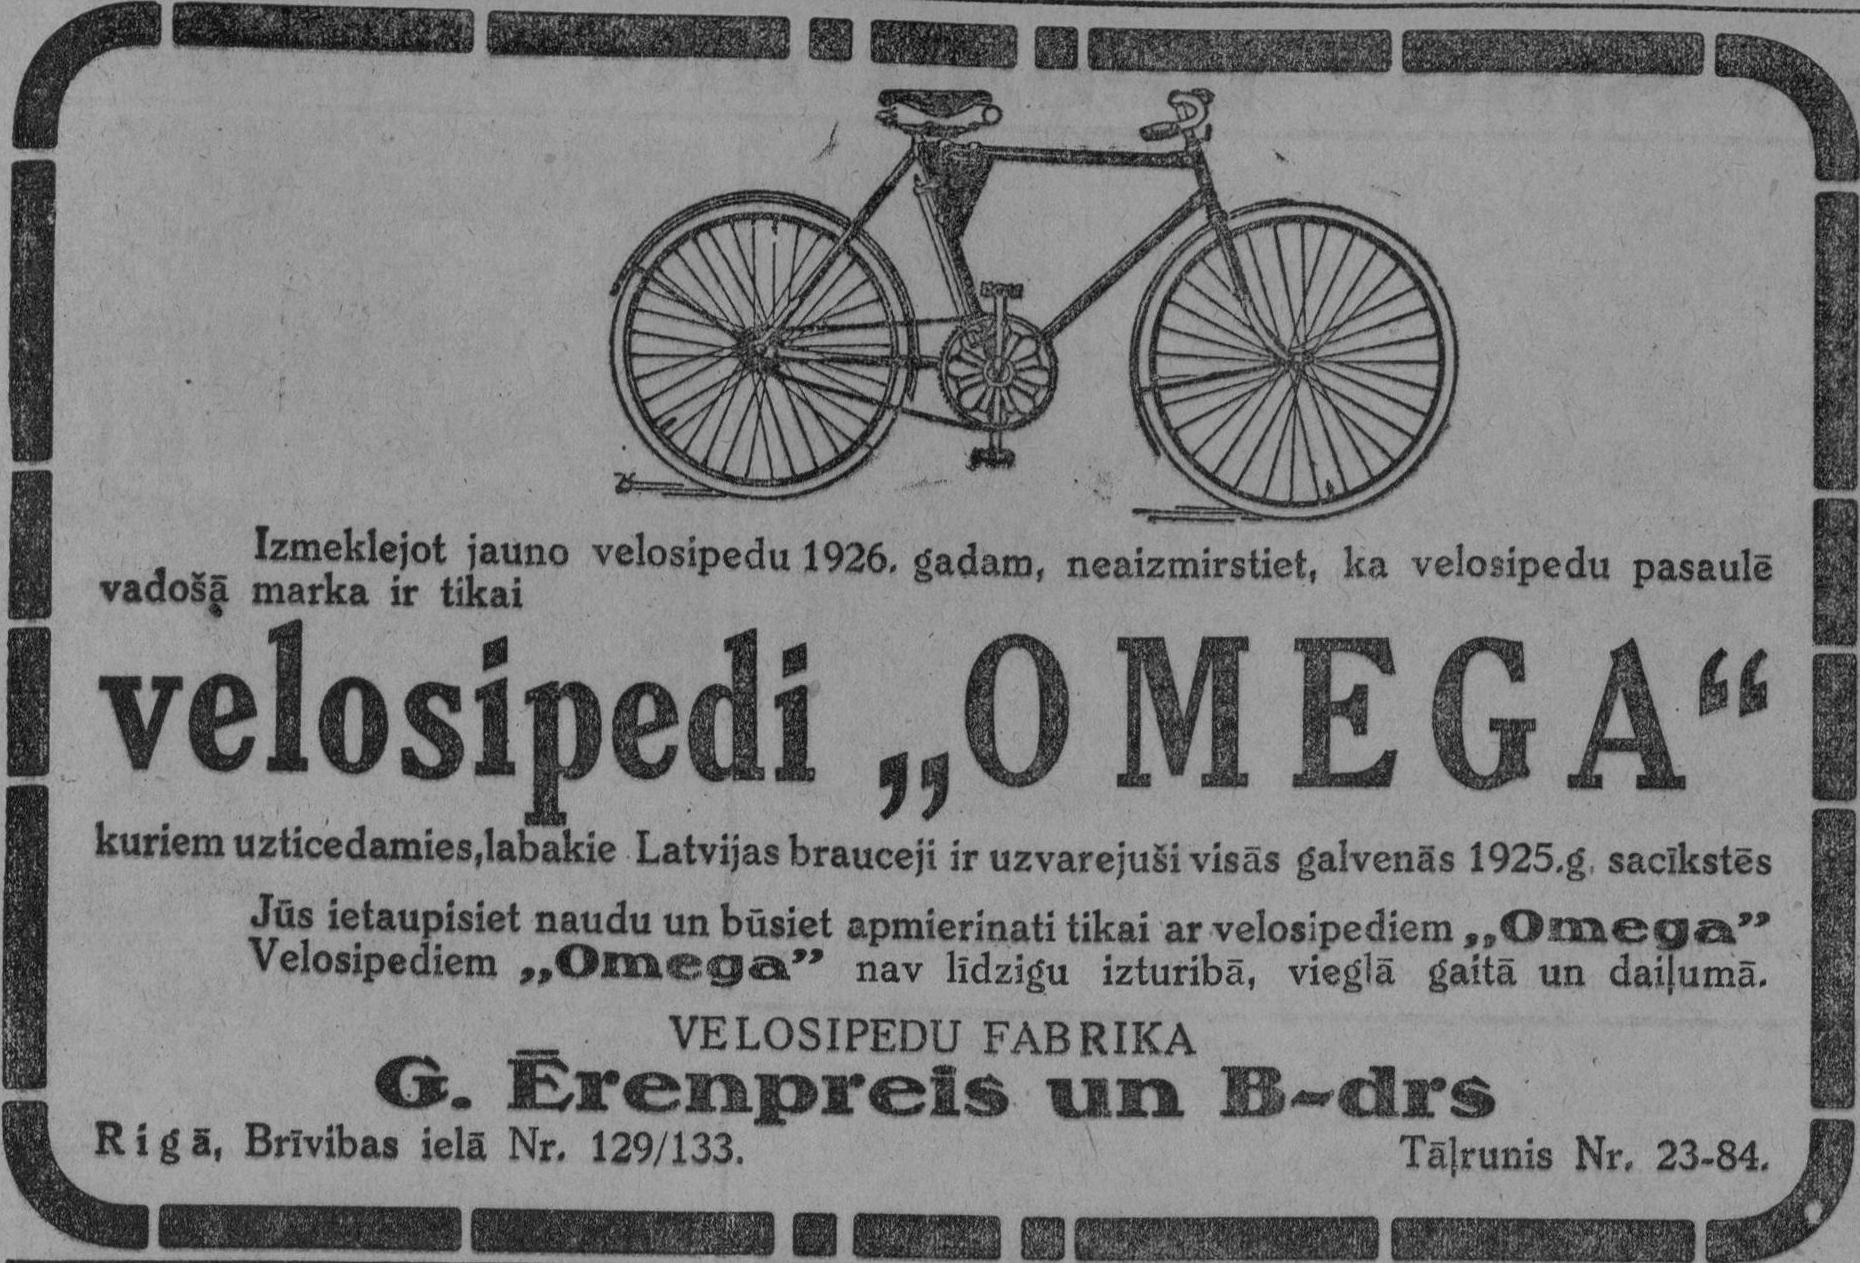 Izmeklejot jauno velosipedu 1926. gadam, neaizmirstiet, ka velosipedu pasaulē
vadošā marka ir tikai
velosipedi „OMEGA“
kuriem uzticedamies, labakie Latvijas brauceji ir uzvarejuši visās galvenās 1925.g. sacīkstēs
Jūs ietaupisiet naudu un būsiet apmierinati tikai ar velosipediem „Omega”
Velosipediem „Omega” nav līdzigu izturibā, vieglā gaitā un daiļumā.
VELOSIPEDU FABRIKA
G. Ērenpreis un B-drs
Rigā, Brīvibas ielā Nr. 129/133.
Tāļrunis Nr. 23-84.